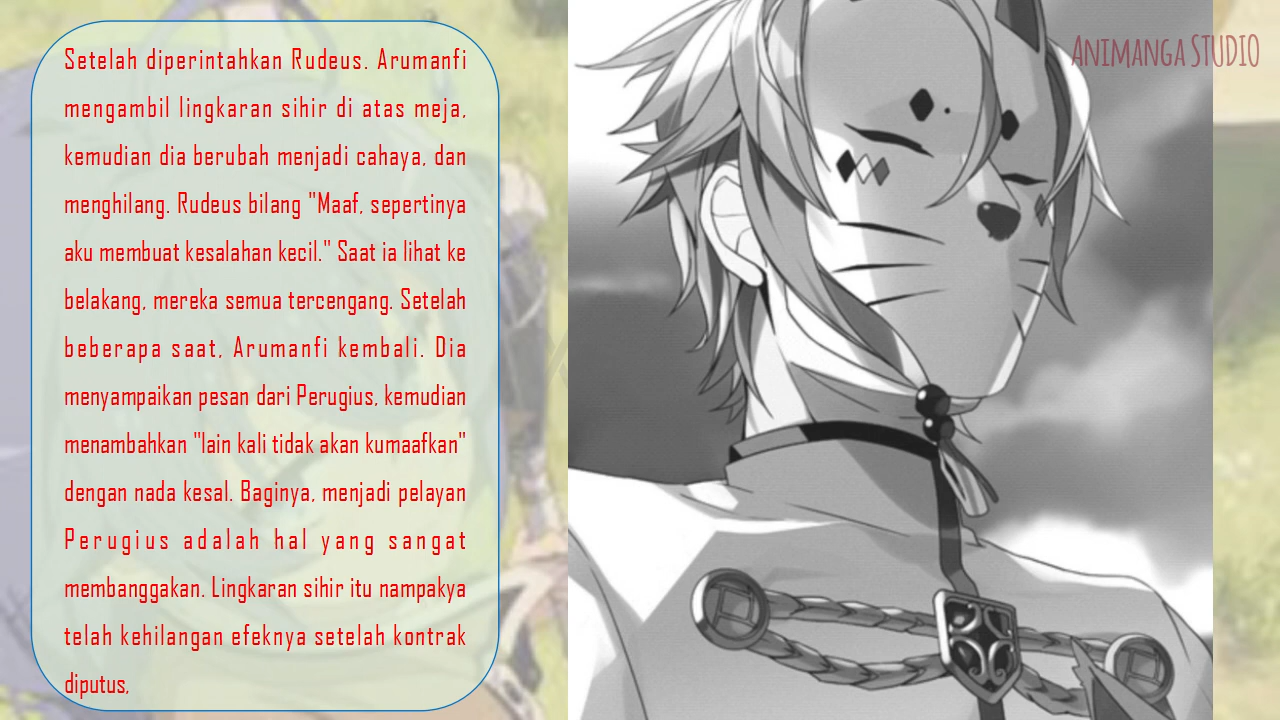 Setelah diperintahkan Rudeus. Arumanfi
mengambil lingkaran sihir di atas meja,
kemudian dia berubah menjadi cahaya, dan
menghilang. Rudeus bilang "Maaf, sepertinya
aku membuat kesalahan kecil." Saat ia lihat ke
belakang, mereka semua tercengang. Setelah
beberapa saat, Arumanfi kembali. Dia
menyampaikan pesan dari Perugius, kemudian
menambahkan "lain kali tidak akan kumaafkan"
dengan nada kesal. Baginya, menjadi pelayan
Perugius adalah hal yang sangat
membanggakan. Lingkaran sihir itu nampakya
telah kehilangan efeknya setelah kontrak
diputus,
ANIMANGA STUDIO